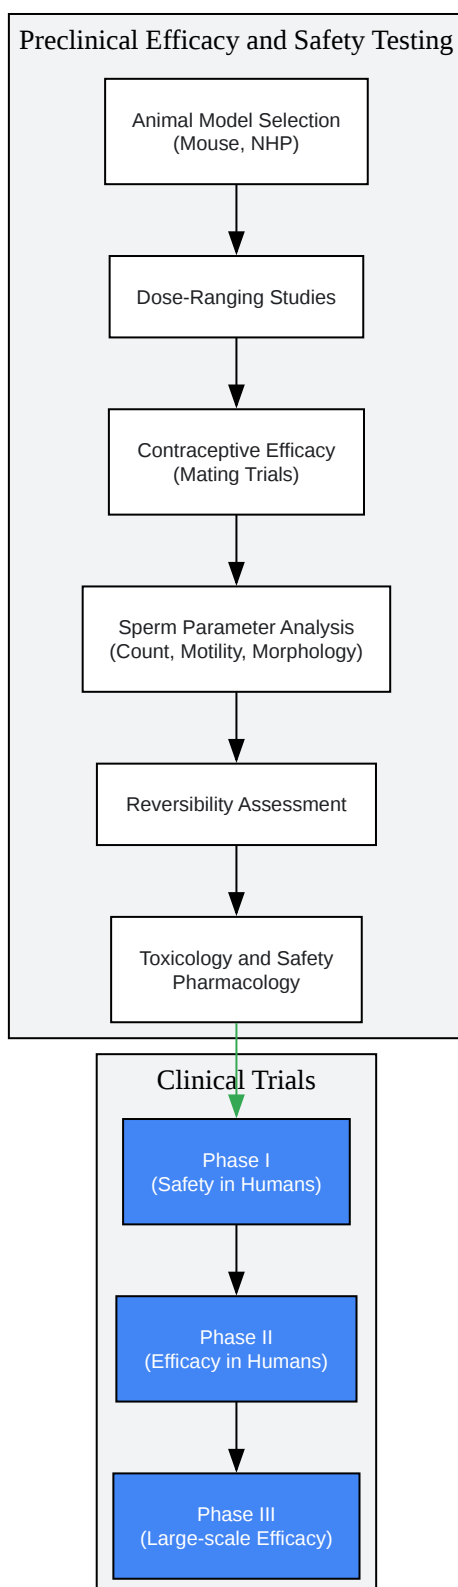 Preclinical Efficacy and Safety Testing
Animal Model Selection
(Mouse, NHP)
Dose-Ranging Studies
Contraceptive Efficacy
(Mating Trials)
Sperm Parameter Analysis
(Count, Motility, Morphology)
Reversibility Assessment
Toxicology and Safety
Pharmacology
Clinical Trials
Phase I
(Safety in Humans)
Phase II
(Efficacy in Humans)
Phase III
(Large-scale Efficacy)